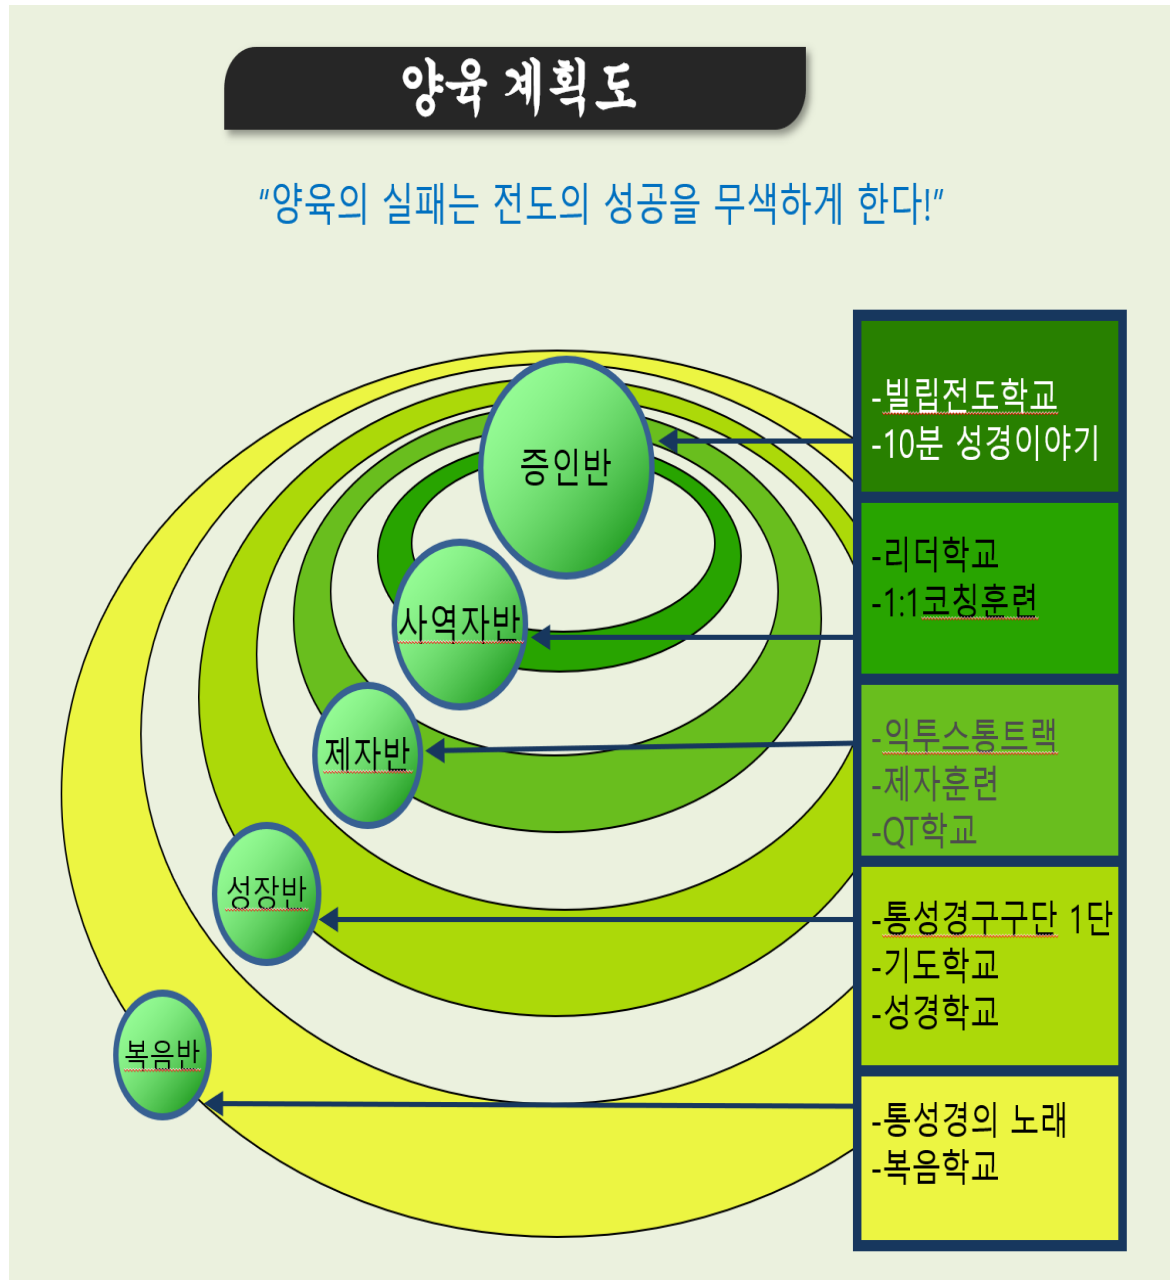 양육 계획도
“양육의 실패는 전도의 성공을 무색하게 한다!”
증인반
-빌립전도학교
-10분 성경이야기
사역자반
-리더학교
-1:1코칭훈련
제자반
-익투스통트랙
-제자훈련
-QT학교
성장반
-통성경구구단 1단
-기도학교
-성경학교
복음반
-통성경의 노래
-복음학교